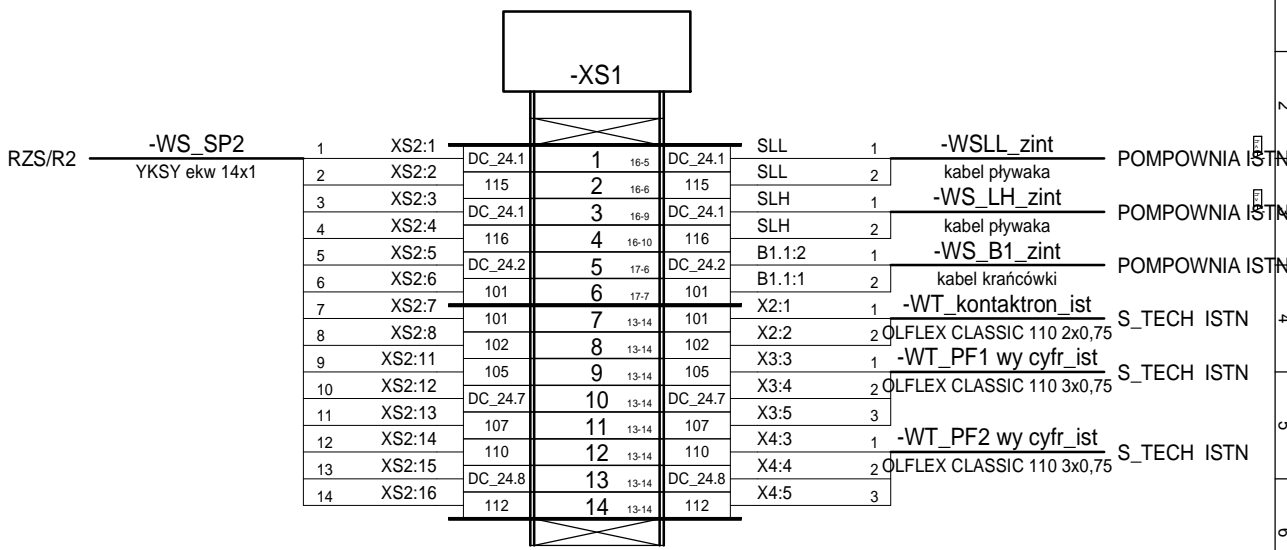 -XS1
RZS/R2 -WS_SP2
YKSY ekw 14x1
1 XS2:1 DC_24.1 1 16-5 DC_24.1 SLL 1 -WSLL_zint POMPOWNIA ISTN
2 XS2:2 115 2 16-6 115 SLL 2 kabel pływaka
3 XS2:3 DC_24.1 3 16-9 DC_24.1 SLH 1 -WS_LH_zint POMPOWNIA ISTN
4 XS2:4 116 4 16-10 116 SLH 2 kabel pływaka
5 XS2:5 DC_24.2 5 17-6 DC_24.2 B1.1:2 1 -WS_B1_zint POMPOWNIA ISTN
6 XS2:6 101 6 17-7 101 B1.1:1 2 kabel krańcówki
7 XS2:7 101 7 13-14 101 X2:1 1 -WT_kontaktron_ist S_TECH ISTN
8 XS2:8 102 8 13-14 102 X2:2 2 OLFLEX CLASSIC 110 2x0,75
9 XS2:11 105 9 13-14 105 X3:3 1 -WT_PF1 wy cyfr_ist S_TECH ISTN
10 XS2:12 DC_24.7 10 13-14 DC_24.7 X3:4 2 OLFLEX CLASSIC 110 3x0,75
11 XS2:13 107 11 13-14 107 X3:5 3
12 XS2:14 110 12 13-14 110 X4:3 1 -WT_PF2 wy cyfr_ist S_TECH ISTN
13 XS2:15 DC_24.8 13 13-14 DC_24.8 X4:4 2 OLFLEX CLASSIC 110 3x0,75
14 XS2:16 112 14 13-14 112 X4:5 3
2
4
5
6